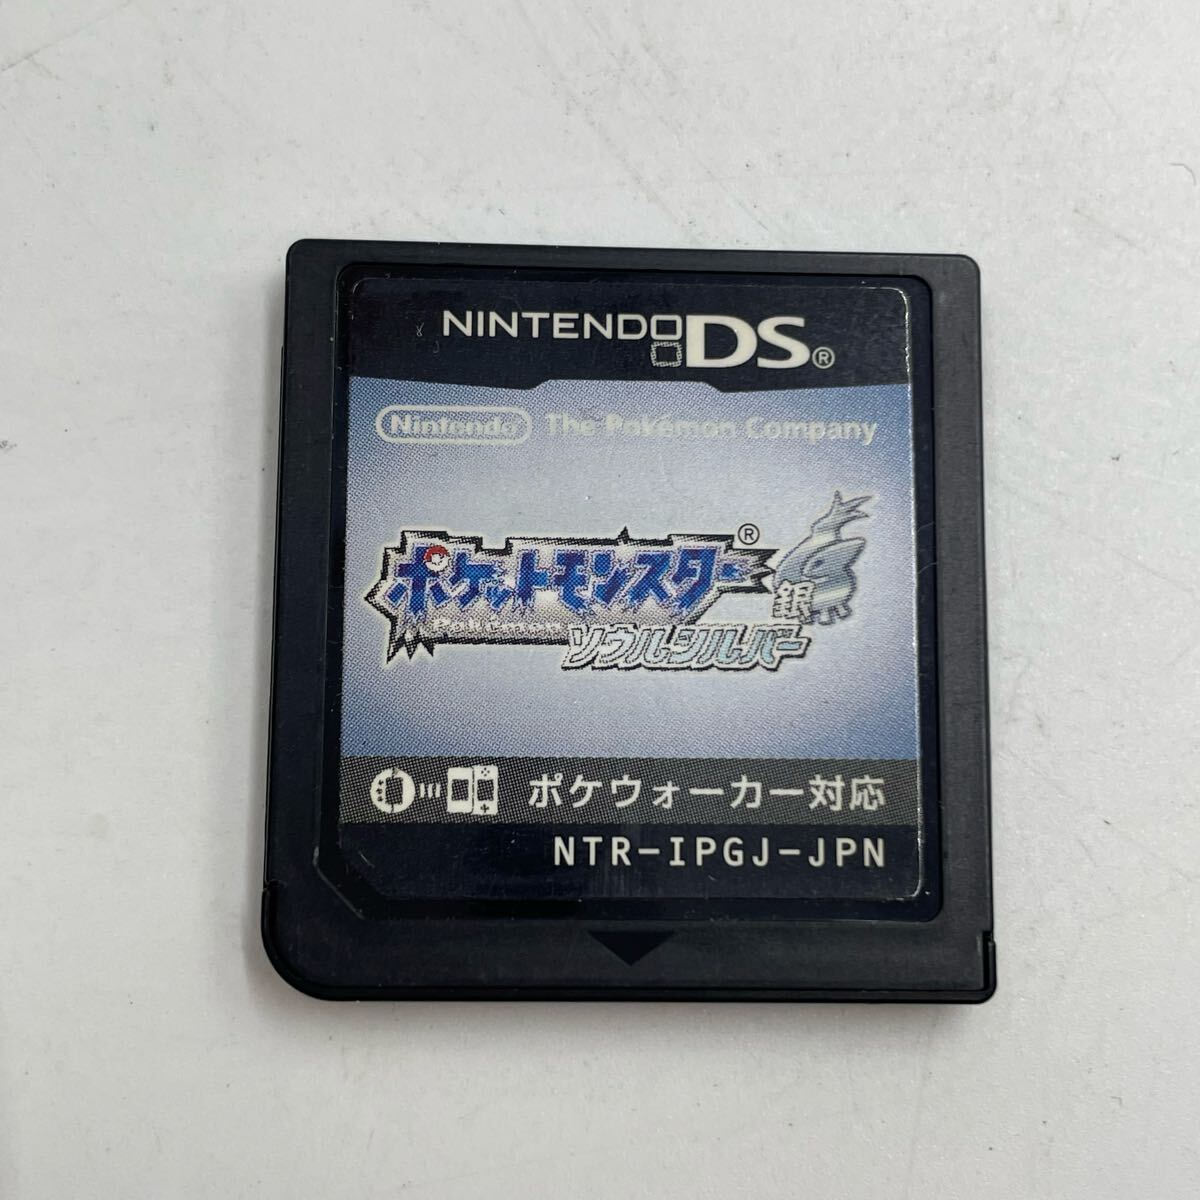 NINTENDO DS®
Nintendo® The Pokémon Company
ポケットモンスター®
POKÉMON
銀
ソウルシルバー
ポケウォーカー対応
NTR-IPGJ-JPN